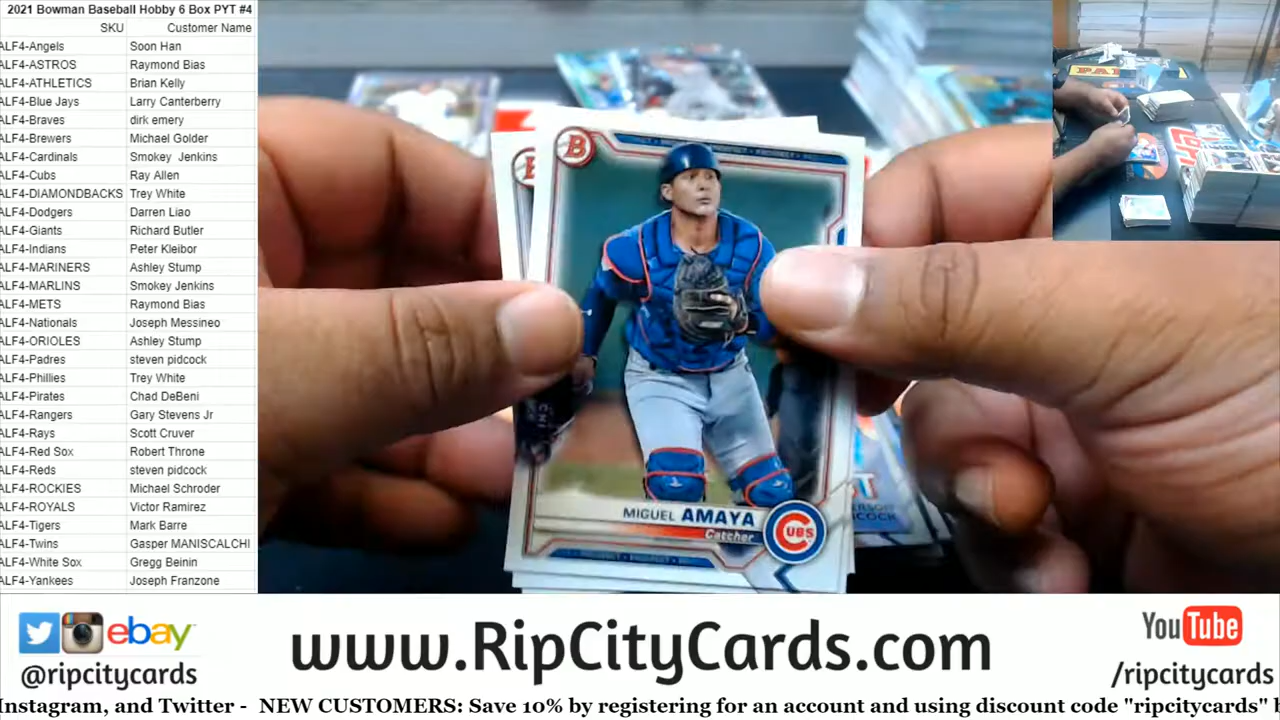 2021 Bowman Baseball Hobby 6 Box PYT #4
SKU Customer Name
ALF4-Angels Soon Han
ALF4-ASTROS Raymond Bias
ALF4-ATHLETICS Brian Kelly
ALF4-Blue Jays Larry Canterberry
ALF4-Braves dirk emery
ALF4-Brewers Michael Golder
ALF4-Cardinals Smokey Jenkins
ALF4-Cubs Ray Allen
ALF4-DIAMONDBACKS Trey White
ALF4-Dodgers Darren Liao
ALF4-Giants Richard Butler
ALF4-Indians Peter Kleibor
ALF4-MARINERS Ashley Stump
ALF4-MARLINS Smokey Jenkins
ALF4-METS Raymond Bias
ALF4-Nationals Joseph Messineo
ALF4-ORIOLES Ashley Stump
ALF4-Padres steven pidcock
ALF4-Phillies Trey White
ALF4-Pirates Chad DeBeni
ALF4-Rangers Gary Stevens Jr
ALF4-Rays Scott Cruver
ALF4-Red Sox Robert Throne
ALF4-Reds steven pidcock
ALF4-ROCKIES Michael Schroder
ALF4-ROYALS Victor Ramirez
ALF4-Tigers Mark Barre
ALF4-Twins Gasper MANISCALCHI
ALF4-White Sox Gregg Beinin
ALF4-Yankees Joseph Franzone
B
MIGUEL AMAYA
Catcher
CUBS
ebay
@ripcitycards
www.RipCityCards.com
YouTube
/ripcitycards
Instagram, and Twitter - NEW CUSTOMERS: Save 10% by registering for an account and using discount code "ripcitycards"